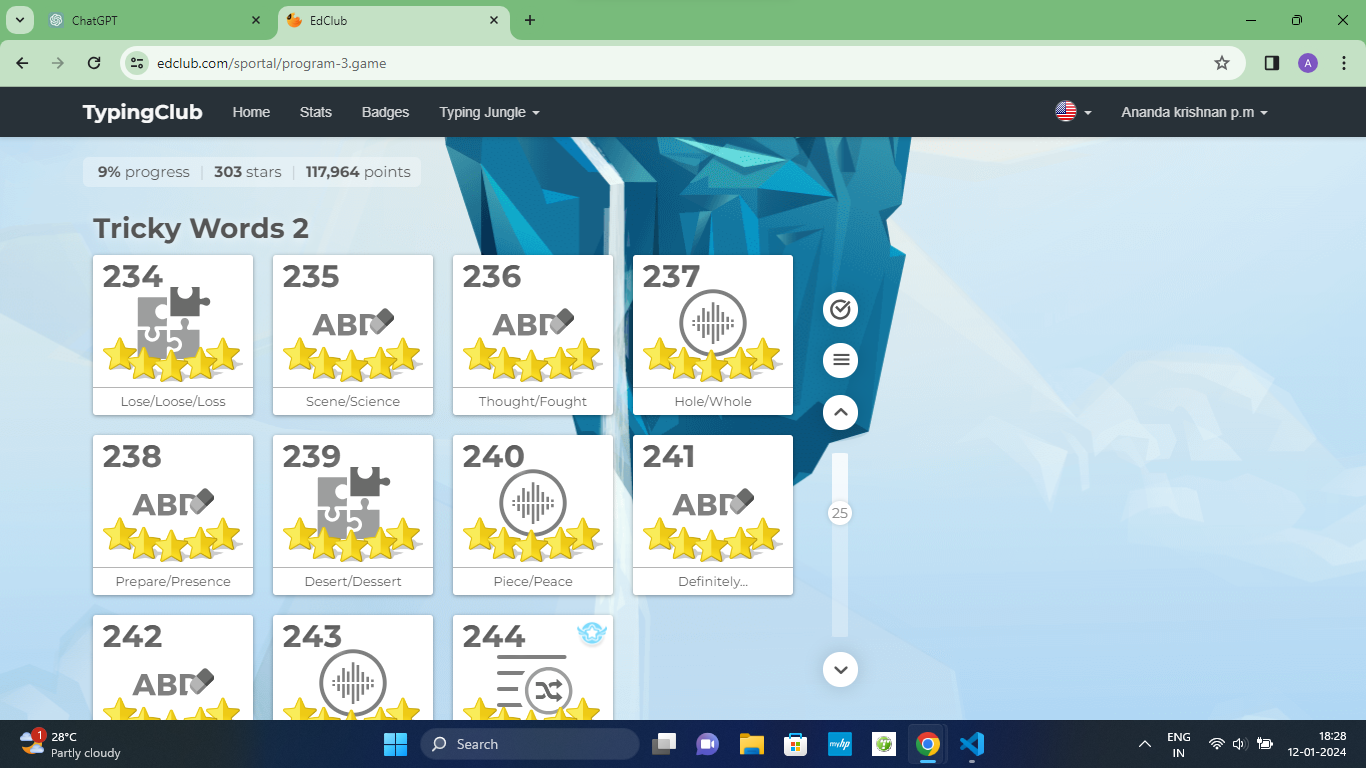 ChatGPT
EdClub
edclub.com/sportal/program-3.game
A
TypingClub Home Stats Badges Typing Jungle
Ananda krishnan p.m
9% progress | 303 stars | 117,964 points
Tricky Words 2
234
Lose/Loose/Loss
235
ABD
Scene/Science
236
ABD
Thought/Fought
237
Hole/Whole
238
ABD
Prepare/Presence
239
Desert/Dessert
240
Piece/Peace
241
ABD
Definitely...
242
ABD
243
244
25
1
28°C
Partly cloudy
Search
myhp
ENG
IN
18:28
12-01-2024